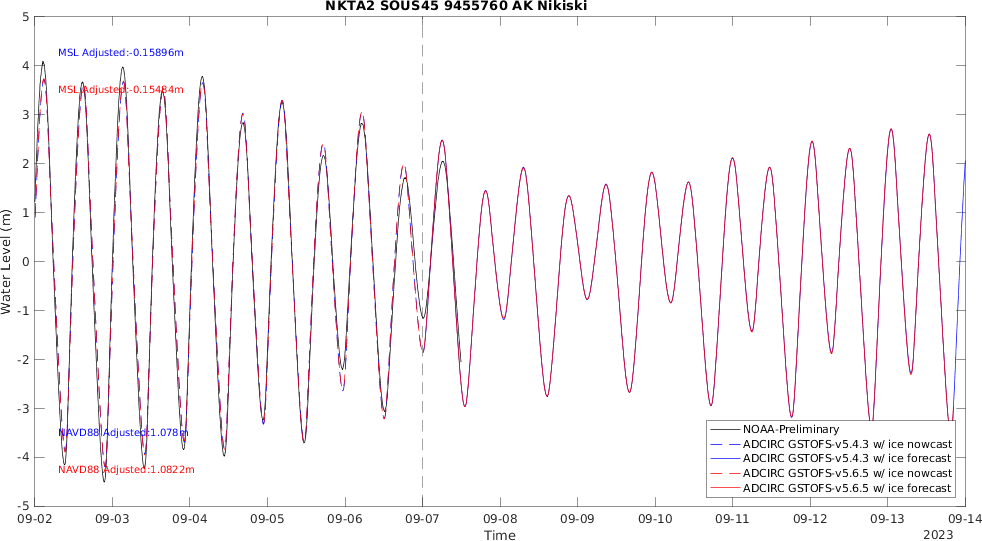 NKTA2 SOUS45 9455760 AK Nikiski
5
4
3
2
1
0
-1
-2
-3
-4
-5
Water Level (m)
MSL Adjusted:-0.15896m
MSL Adjusted:-0.15484m
NAVD88 Adjusted:1.078m
NAVD88 Adjusted:1.0822m
NOAA-Preliminary
ADCIRC GSTOFS-v5.4.3 w/ ice nowcast
ADCIRC GSTOFS-v5.4.3 w/ ice forecast
ADCIRC GSTOFS-v5.6.5 w/ ice nowcast
ADCIRC GSTOFS-v5.6.5 w/ ice forecast
09-02 09-03 09-04 09-05 09-06 09-07 09-08 09-09 09-10 09-11 09-12 09-13 09-14
Time
2023